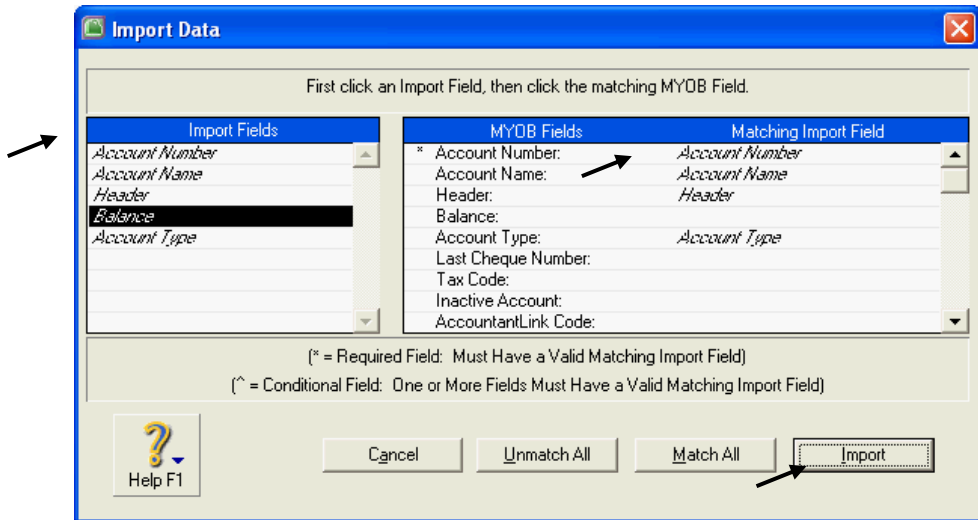 Import Data
First click an Import Field, then click the matching MYOB Field.
Import Fields
Account Number
Account Name
Header
Balance
Account Type
MYOB Fields Matching Import Field
* Account Number: Account Number
Account Name: Account Name
Header: Header
Balance:
Account Type: Account Type
Last Cheque Number:
Tax Code:
Inactive Account:
AccountantLink Code:
(* = Required Field: Must Have a Valid Matching Import Field)
(^ = Conditional Field: One or More Fields Must Have a Valid Matching Import Field)
Help F1
Cancel
Unmatch All
Match All
Import